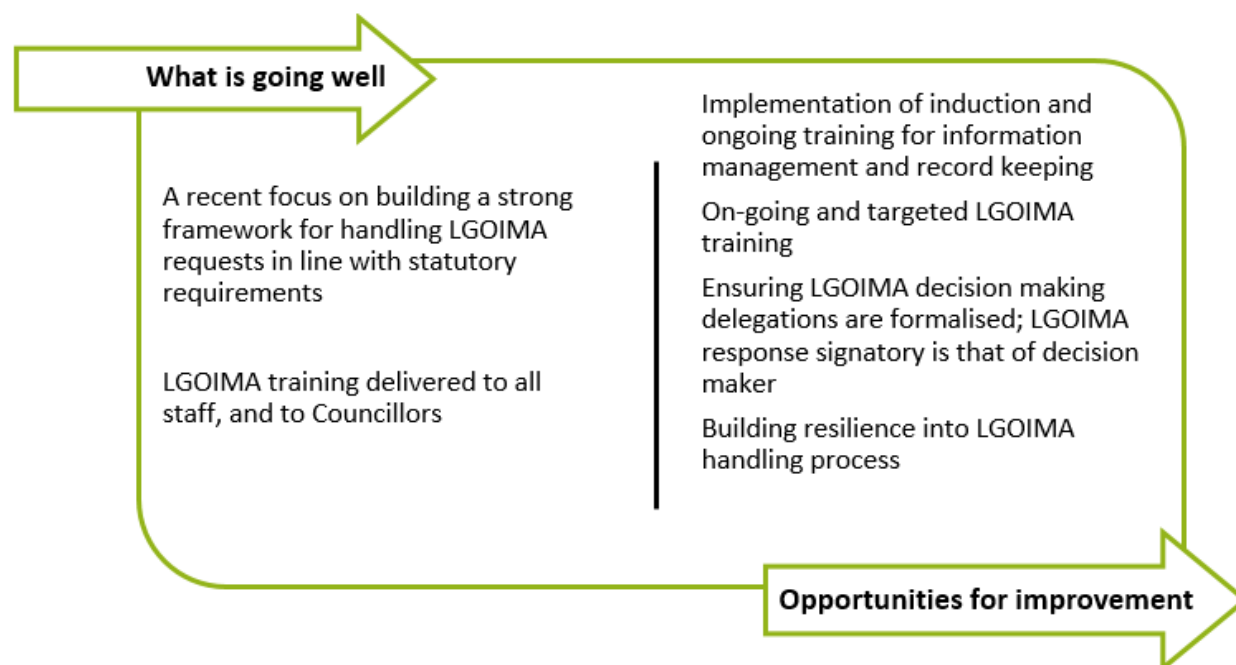 What is going well
A recent focus on building a strong
framework for handling LGOIMA
requests in line with statutory
requirements
LGOIMA training delivered to all
staff, and to Councillors
Implementation of induction and
ongoing training for information
management and record keeping
On-going and targeted LGOIMA
training
Ensuring LGOIMA decision making
delegations are formalised; LGOIMA
response signatory is that of decision
maker
Building resilience into LGOIMA
handling process
Opportunities for improvement